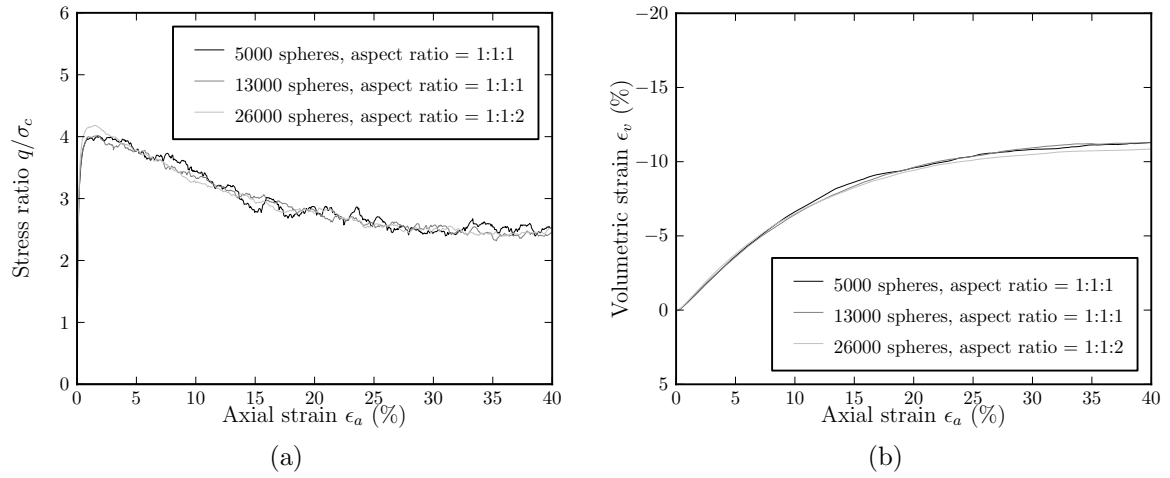 6
5
4
3
2
1
0
0 5 10 15 20 25 30 35 40
Stress ratio q/σ_c
Axial strain ϵ_a (%)
5000 spheres, aspect ratio = 1:1:1
13000 spheres, aspect ratio = 1:1:1
26000 spheres, aspect ratio = 1:1:2
(a)
−20
−15
−10
−5
0
5
0 5 10 15 20 25 30 35 40
Volumetric strain ϵ_v (%)
Axial strain ϵ_a (%)
5000 spheres, aspect ratio = 1:1:1
13000 spheres, aspect ratio = 1:1:1
26000 spheres, aspect ratio = 1:1:2
(b)